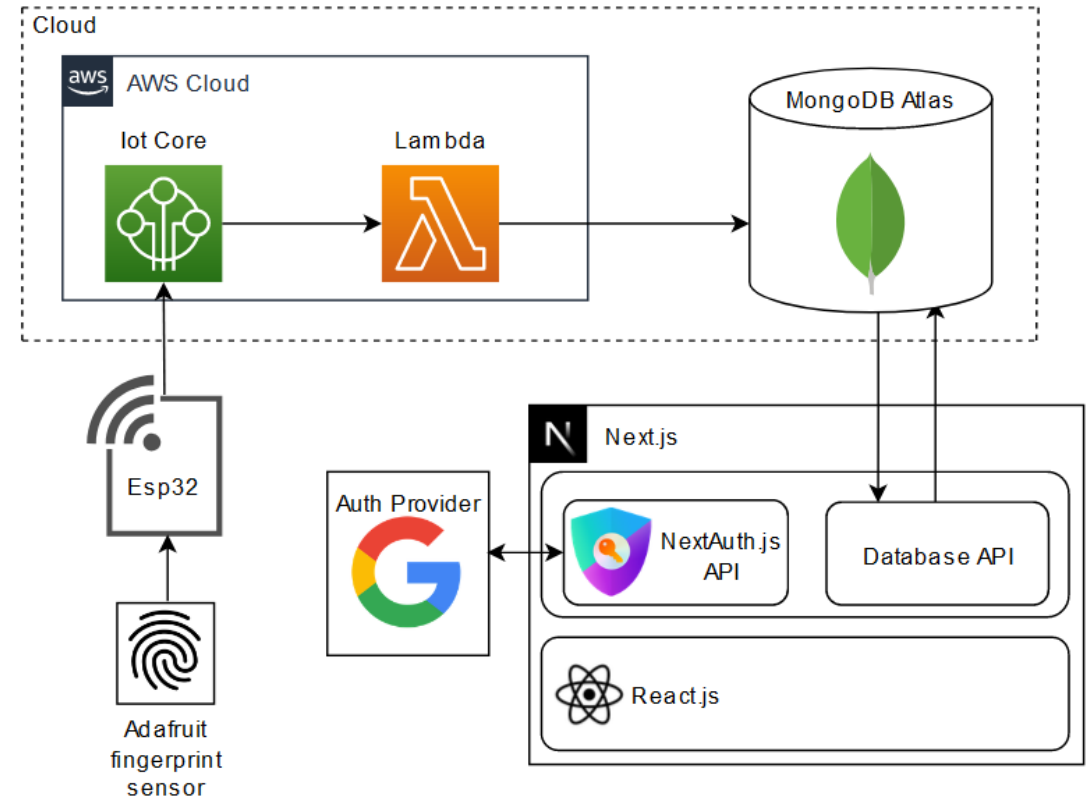 Cloud
aws
AWS Cloud
Iot Core
Lambda
MongoDB Atlas
Esp32
Adafruit
fingerprint
sensor
Auth Provider
Next.js
NextAuth.js
API
Database API
React.js